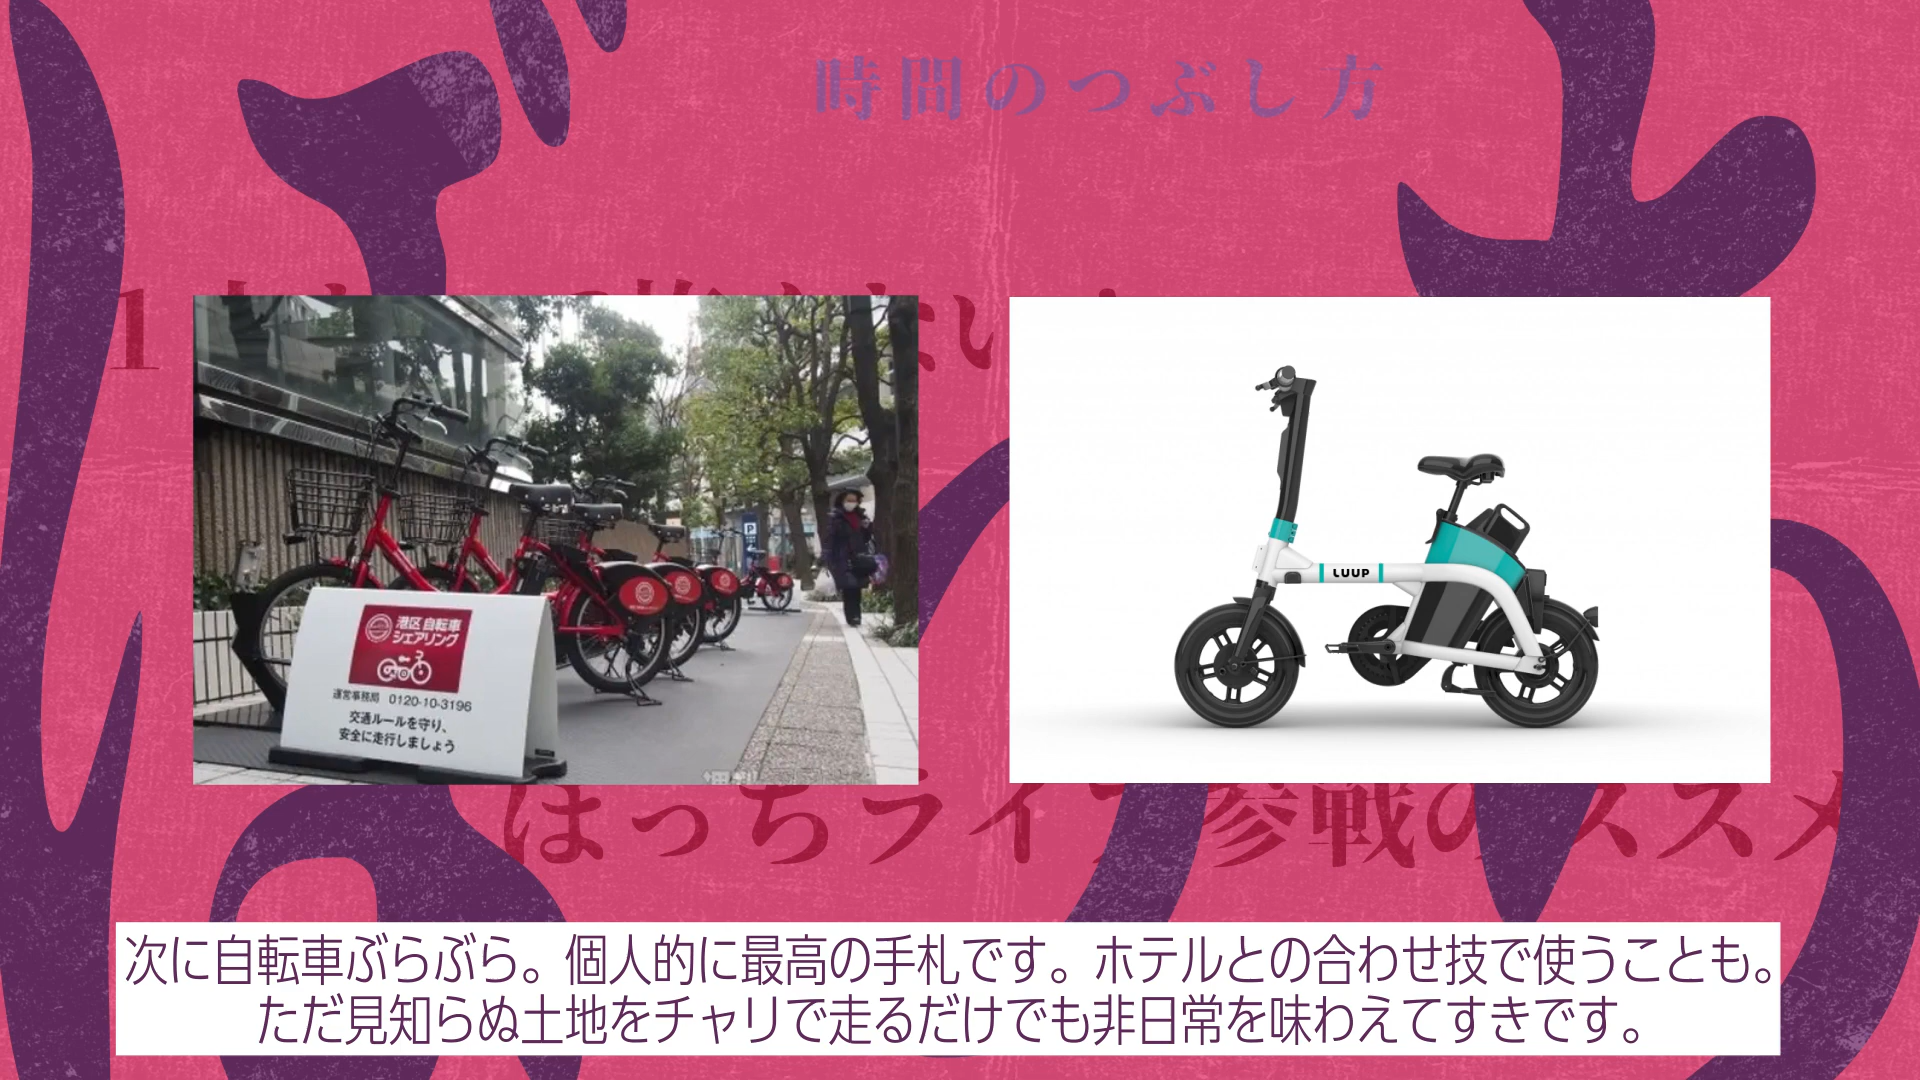 時間のつぶし方
1
港区自転車
シェアリング
運営事務局 0120-10-3196
交通ルールを守り、
安全に走行しましょう
LUUP
ぼっちライブ参戦のススメ
次に自転車ぶらぶら。個人的に最高の手札です。ホテルとの合わせ技で使うことも。
ただ見知らぬ土地をチャリで走るだけでも非日常を味わえてすきです。